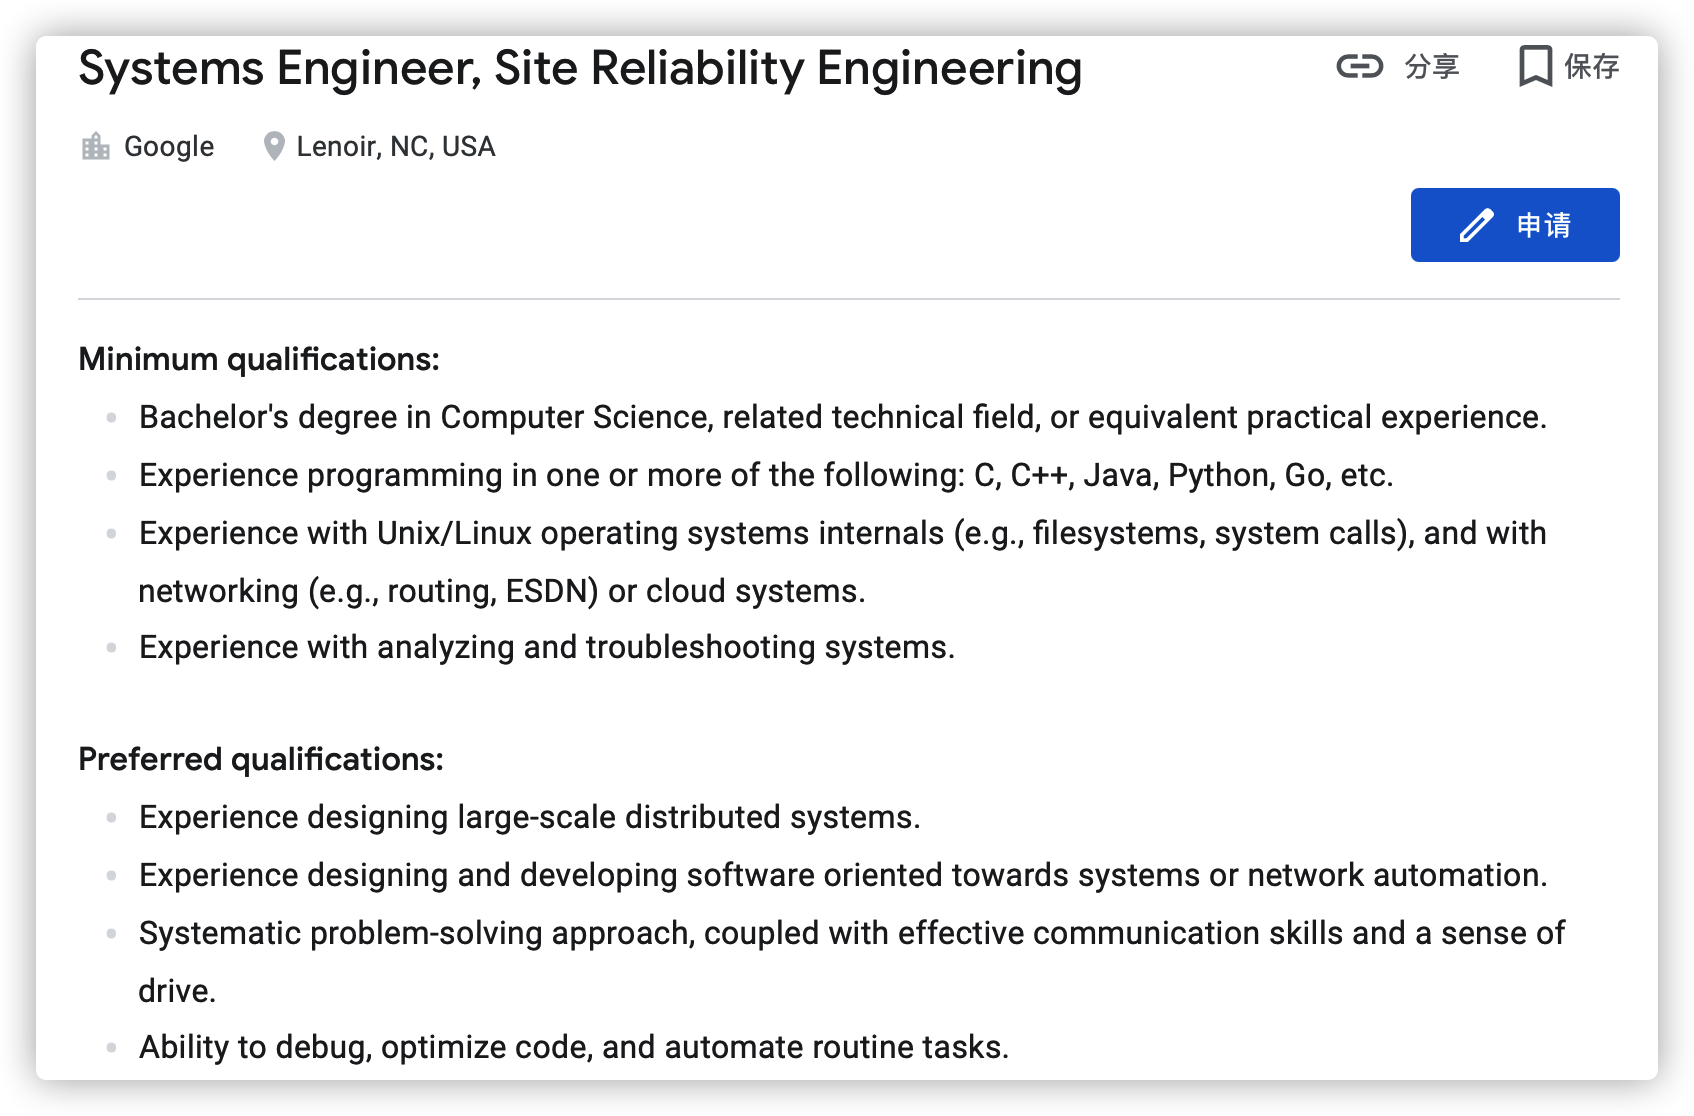 Systems Engineer, Site Reliability Engineering
分享
保存
Google
Lenoir, NC, USA
申请
Minimum qualifications:
Bachelor's degree in Computer Science, related technical field, or equivalent practical experience.
Experience programming in one or more of the following: C, C++, Java, Python, Go, etc.
Experience with Unix/Linux operating systems internals (e.g., filesystems, system calls), and with
networking (e.g., routing, ESDN) or cloud systems.
Experience with analyzing and troubleshooting systems.
Preferred qualifications:
Experience designing large-scale distributed systems.
Experience designing and developing software oriented towards systems or network automation.
Systematic problem-solving approach, coupled with effective communication skills and a sense of
drive.
Ability to debug, optimize code, and automate routine tasks.